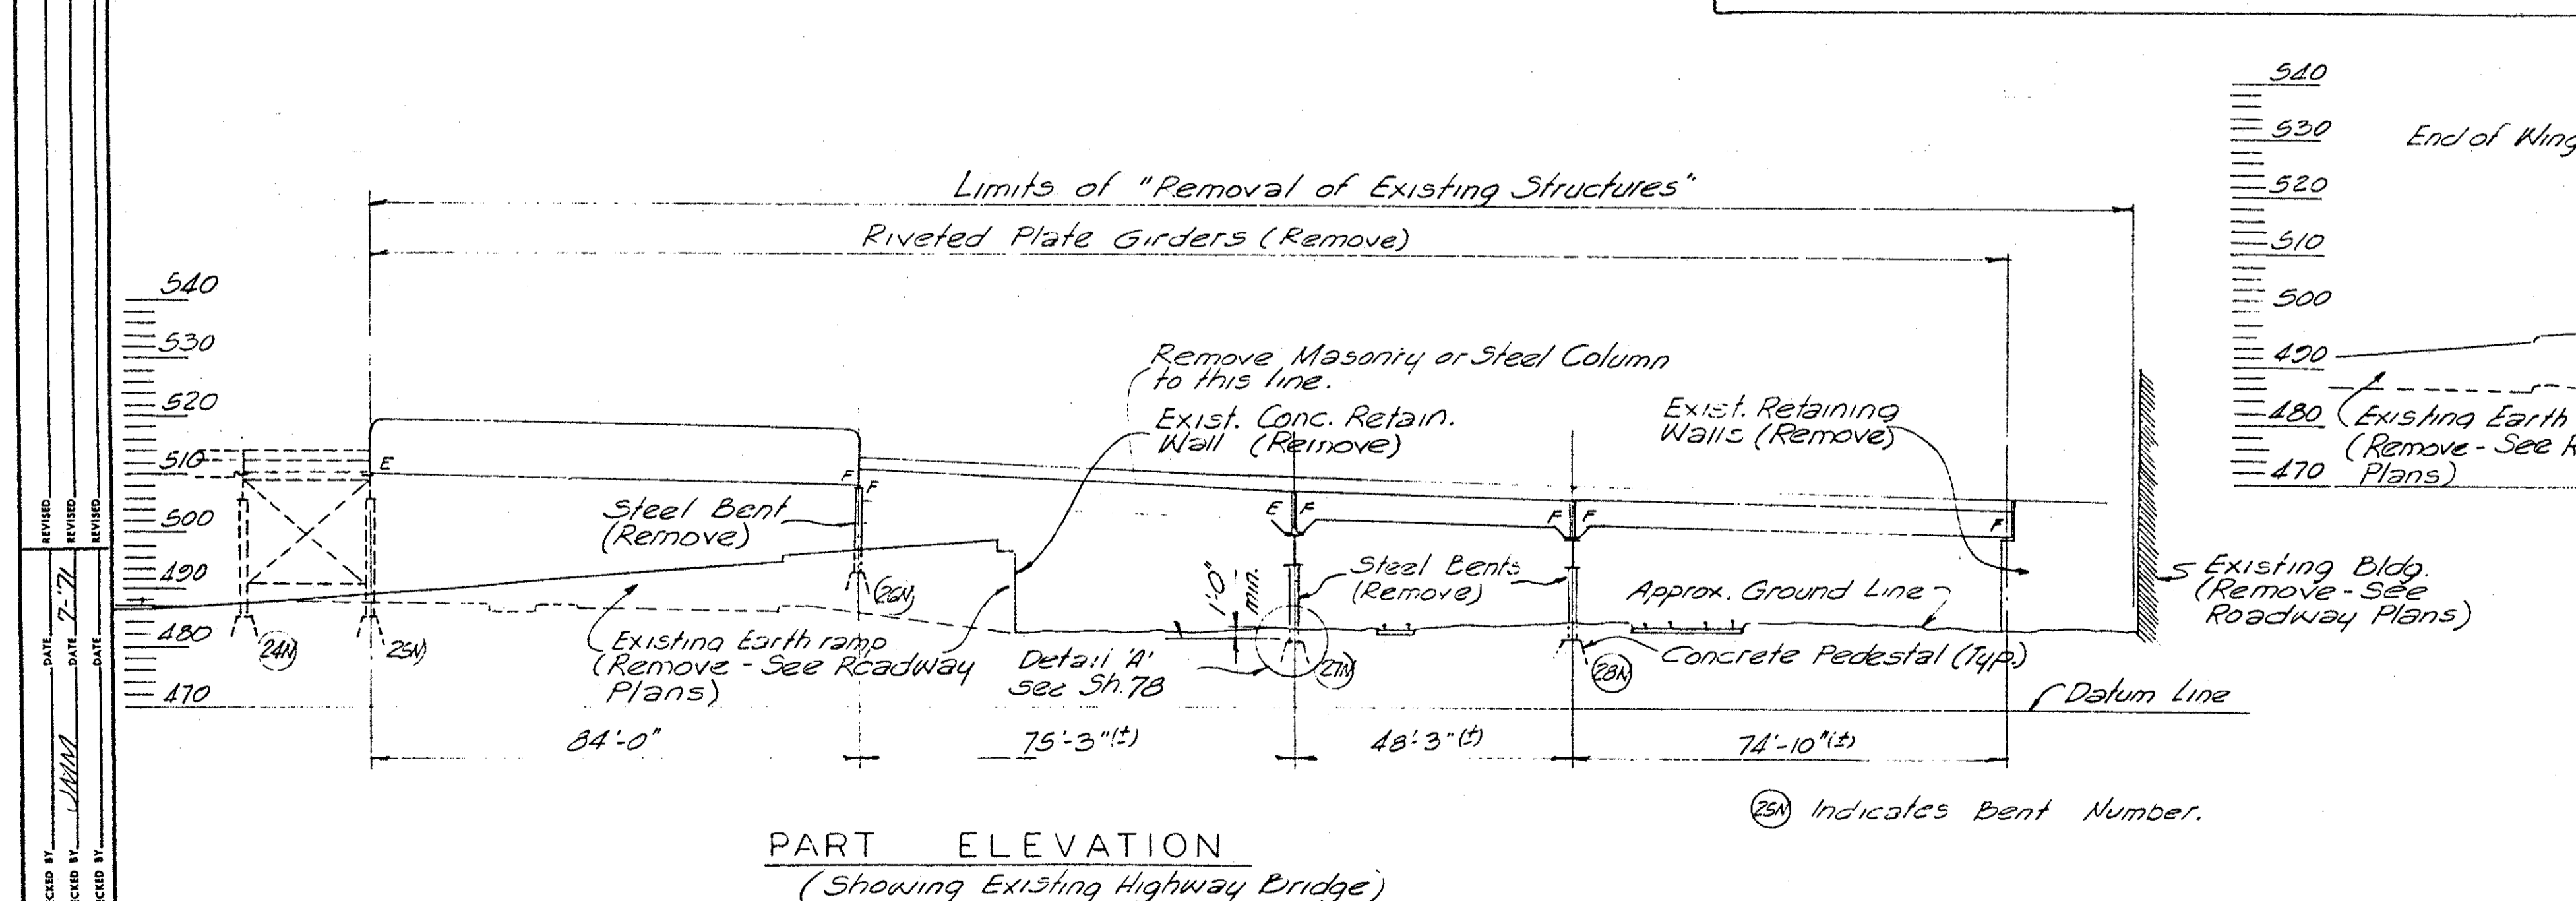 Limits of "Removal of Existing Structures"
Riveted Plate Girders (Remove)
540
530
520
510
500
490
480
470
Remove Masonry or Steel Column
to this line.
Exist. Conc. Retain.
Wall (Remove)
Exist. Retaining
Walls (Remove)
E
F
F
E
F
F
F
F
Steel Bent
(Remove)
Steel Bents
(Remove)
1'-0"
min.
Approx. Ground Line
Existing Bldg.
(Remove - See
Roadway Plans)
24N
25N
26N
27N
28N
Existing Earth ramp
(Remove - See Roadway
Plans)
Detail 'A'
see Sh. 78
Concrete Pedestal (Typ.)
Datum Line
84'-0"
75'-3"(±)
48'-3"(±)
74'-10"(±)
25N Indicates Bent Number.
PART ELEVATION
(Showing Existing Highway Bridge)
540
530
520
510
500
490
480
470
End of Wing
Existing Earth
(Remove - See R
Plans)
REVISED
REVISED
REVISED
DATE
DATE 7-'71
DATE
CKED BY
CKED BY
CKED BY